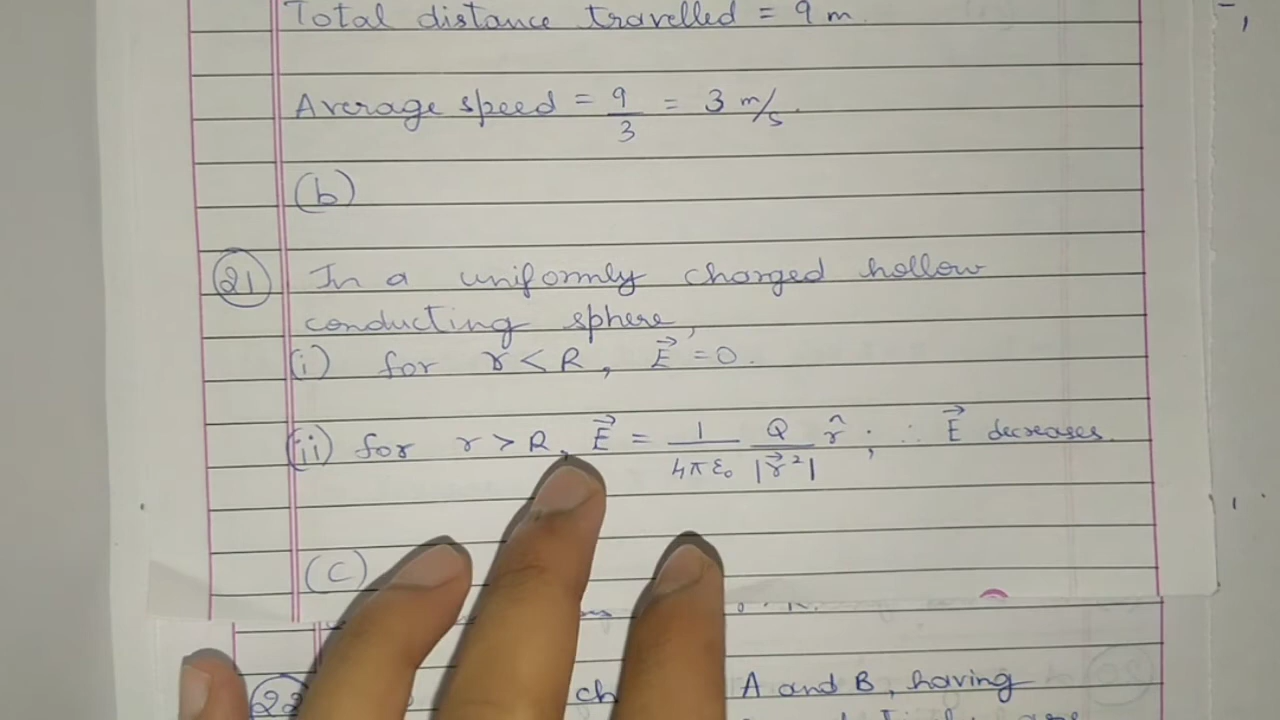 Total distance travelled = 9 m
Average speed = 9/3 = 3 m/s.
(b)
(21) In a uniformly charged hollow
conducting sphere,
(i) for r < R, E⃗ = 0.
(ii) for r > R, E⃗ = 1/4πε₀ Q/|r⃗²| r̂ ; ∴ E⃗ decreases.
(c)
(22) ch A and B, having